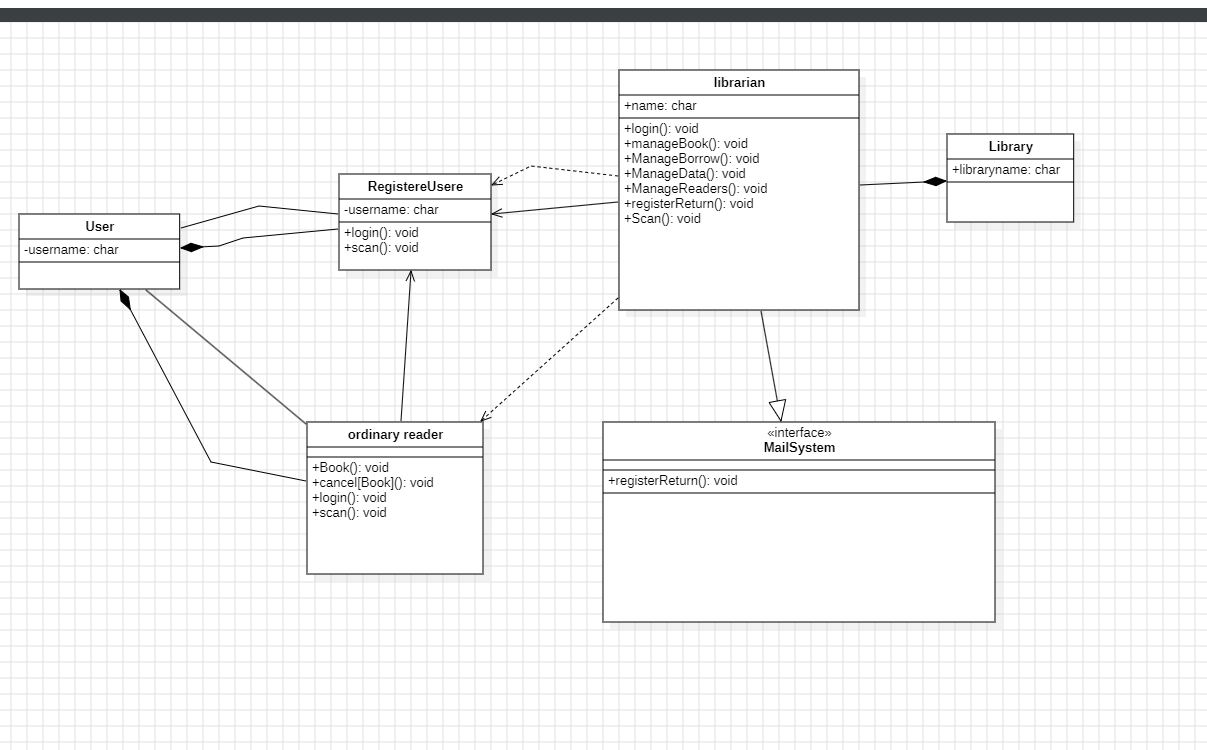 librarian
+name: char
+login(): void
+manageBook(): void
+ManageBorrow(): void
+ManageData(): void
+ManageReaders(): void
+registerReturn(): void
+Scan(): void
Library
+libraryname: char
RegistereUsere
-username: char
+login(): void
+scan(): void
User
-username: char
ordinary reader
+Book(): void
+cancel[Book](): void
+login(): void
+scan(): void
«interface»
MailSystem
+registerReturn(): void